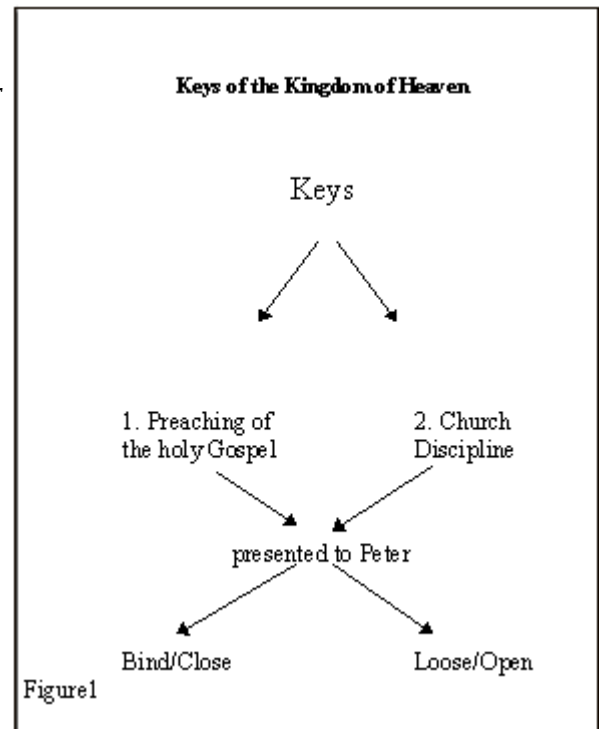 Keys of the Kingdom of Heaven
Keys
1. Preaching of
the holy Gospel
2. Church
Discipline
presented to Peter
Bind/Close
Loose/Open
Figure1